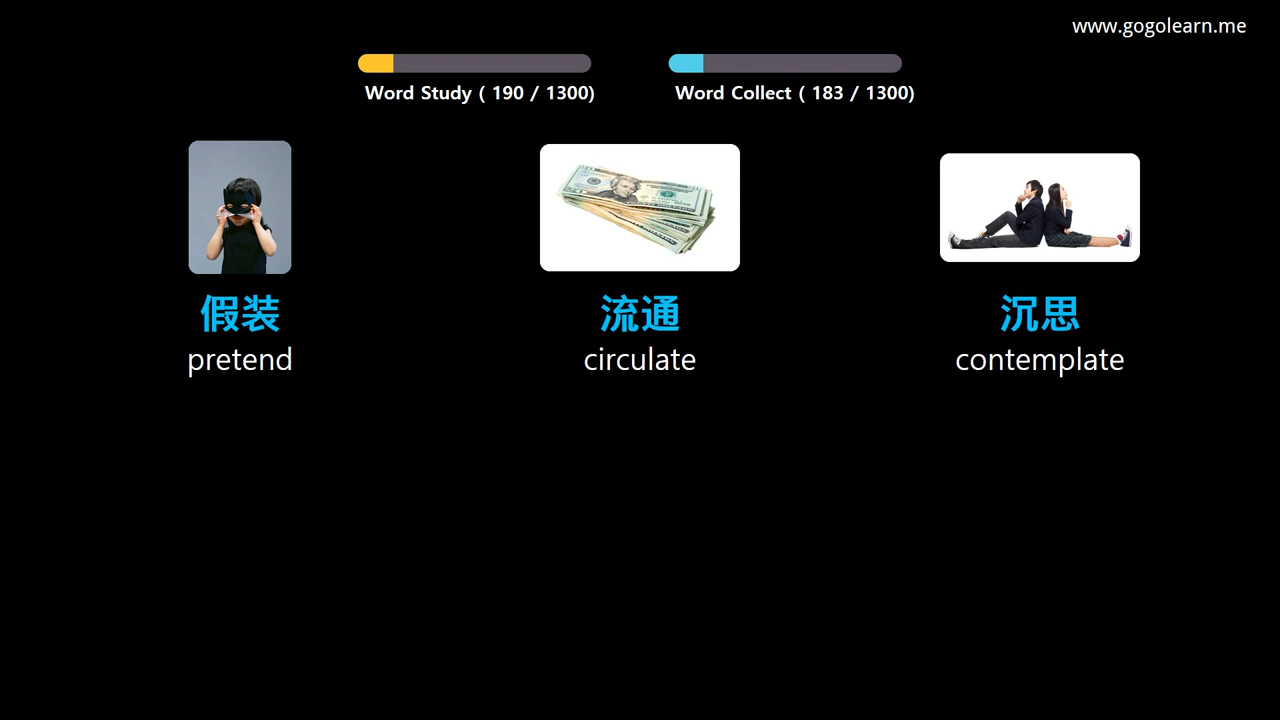 www.gogolearn.me
Word Study ( 190 / 1300)
Word Collect ( 183 / 1300)
假装
pretend
流通
circulate
沉思
contemplate